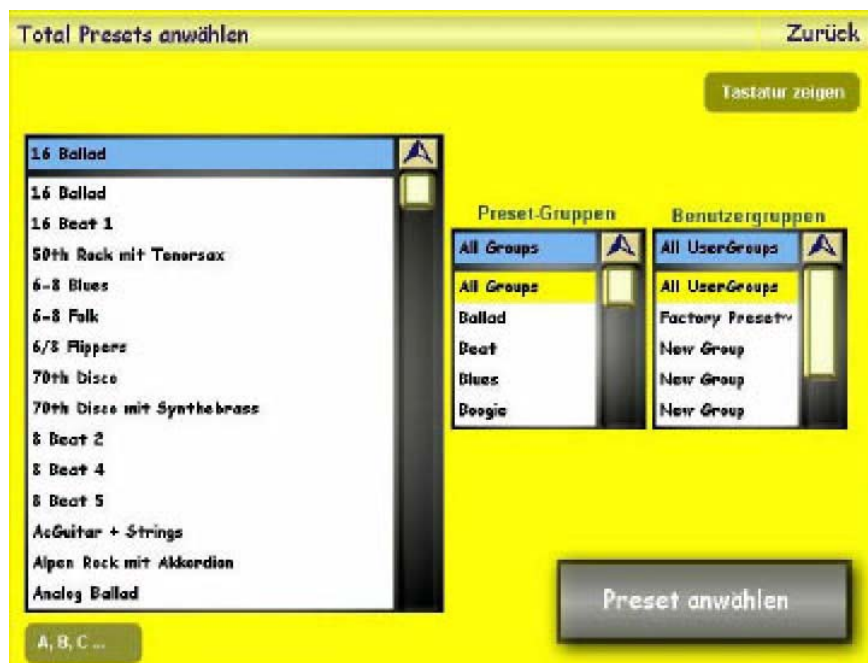 Total Presets anwählen
Zurück
Tastatur zeigen
16 Ballad
16 Ballad
16 Beat 1
50th Rock mit Tenorsax
6-8 Blues
6-8 Folk
6/8 Flippers
70th Disco
70th Disco mit Synthebrass
8 Beat 2
8 Beat 4
8 Beat 5
AcGuitar + Strings
Alpen Rock mit Akkordion
Analog Ballad
A, B, C ...
Preset-Gruppen
All Groups
All Groups
Ballad
Beat
Blues
Boogie
Benutzergruppen
All UserGroups
All UserGroups
Factory Preset~
New Group
New Group
New Group
Preset anwählen